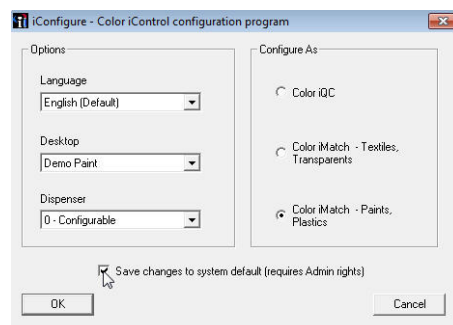 iConfigure - Color iControl configuration program
Options
Language
English (Default)
Desktop
Demo Paint
Dispenser
0 - Configurable
Configure As
Color iQC
Color iMatch - Textiles,
Transparents
Color iMatch - Paints,
Plastics
Save changes to system default (requires Admin rights)
OK
Cancel